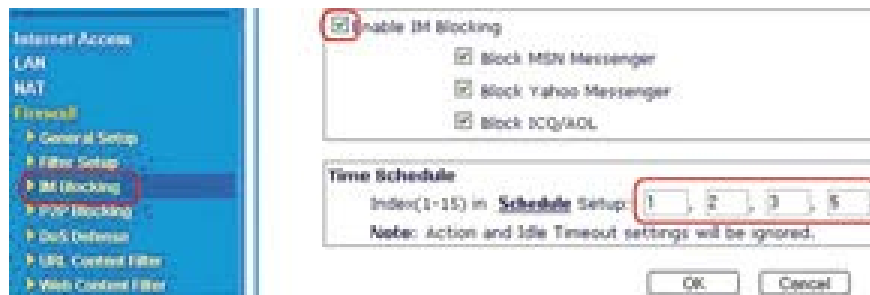 Internet Access
LAN
NAT
Firewall
General Setup
Filter Setup
IM Blocking
P2P Blocking
DoS Defense
URL Content Filter
Web Content Filter
Enable IM Blocking
Block MSN Messenger
Block Yahoo Messenger
Block ICQ/AOL
Time Schedule
Index(1-15) in Schedule Setup: 1 , 2 , 3 , 5
Note: Action and Idle Timeout settings will be ignored.
OK Cancel